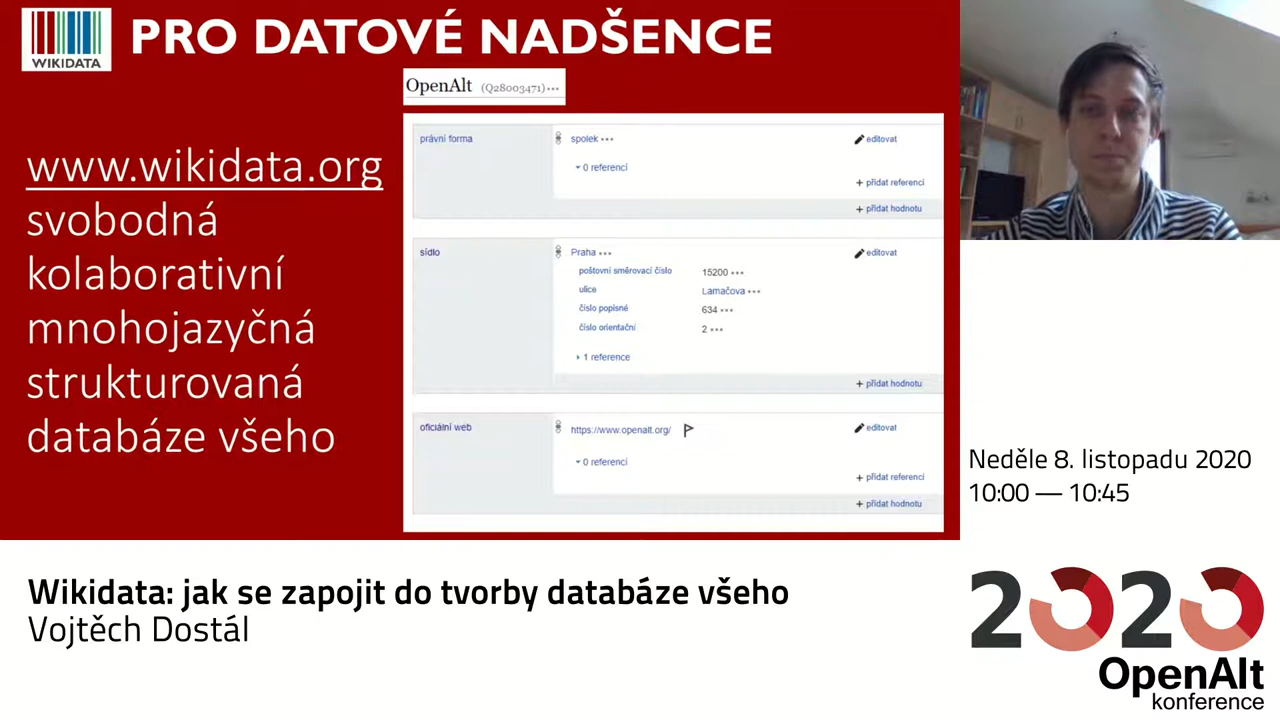 WIKIDATA
PRO DATOVÉ NADŠENCE
OpenAlt (Q28003471)
www.wikidata.org
svobodná
kolaborativní
mnohojazyčná
strukturovaná
databáze všeho
právní forma
spolek
editovat
0 referencí
+ přidat referenci
+ přidat hodnotu
sídlo
Praha
editovat
poštovní směrovací číslo 15200
ulice Lamačova
číslo popisné 634
číslo orientační 2
1 reference
+ přidat hodnotu
oficiální web
https://www.openalt.org/
editovat
0 referencí
+ přidat referenci
+ přidat hodnotu
Neděle 8. listopadu 2020
10:00 — 10:45
Wikidata: jak se zapojit do tvorby databáze všeho
Vojtěch Dostál
2020
OpenAlt
konference